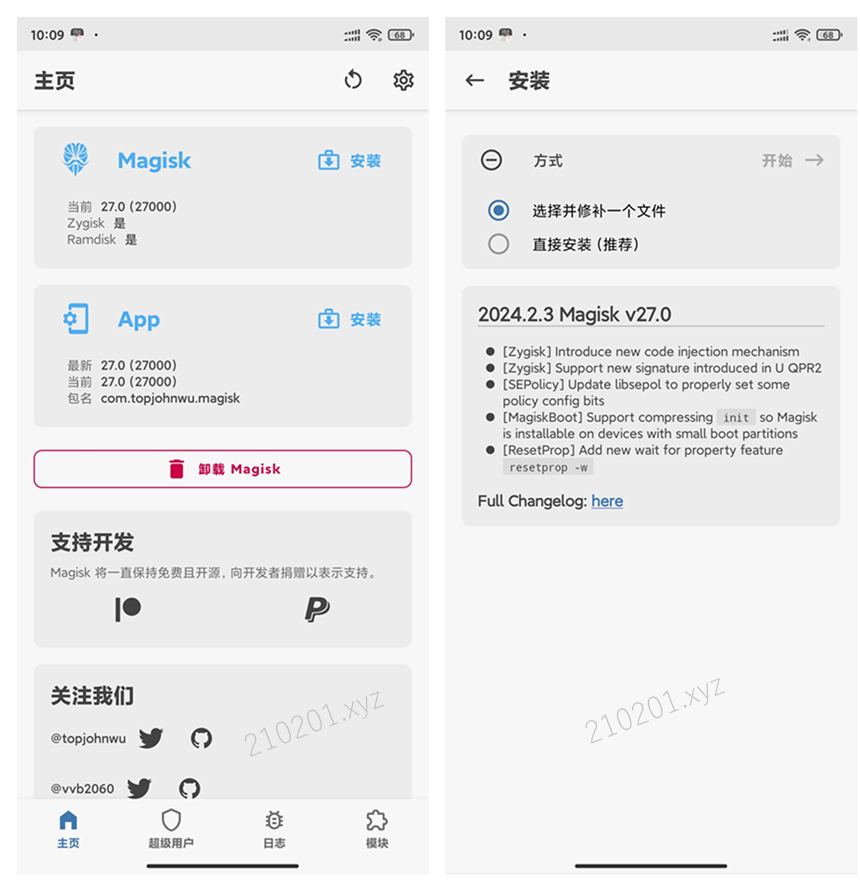 10:09
68
主页
Magisk
安装
当前 27.0 (27000)
Zygisk 是
Ramdisk 是
App
安装
最新 27.0 (27000)
当前 27.0 (27000)
包名 com.topjohnwu.magisk
卸载 Magisk
支持开发
Magisk 将一直保持免费且开源，向开发者捐赠以表示支持。
关注我们
@topjohnwu
@vvb2060
210201.xyz
主页 超级用户 日志 模块
10:09
68
安装
方式
开始
选择并修补一个文件
直接安装（推荐）
2024.2.3 Magisk v27.0
[Zygisk] Introduce new code injection mechanism
[Zygisk] Support new signature introduced in U QPR2
[SEPolicy] Update libsepol to properly set some
policy config bits
[MagiskBoot] Support compressing init so Magisk
is installable on devices with small boot partitions
[ResetProp] Add new wait for property feature
resetprop -w
Full Changelog: here
210201.xyz